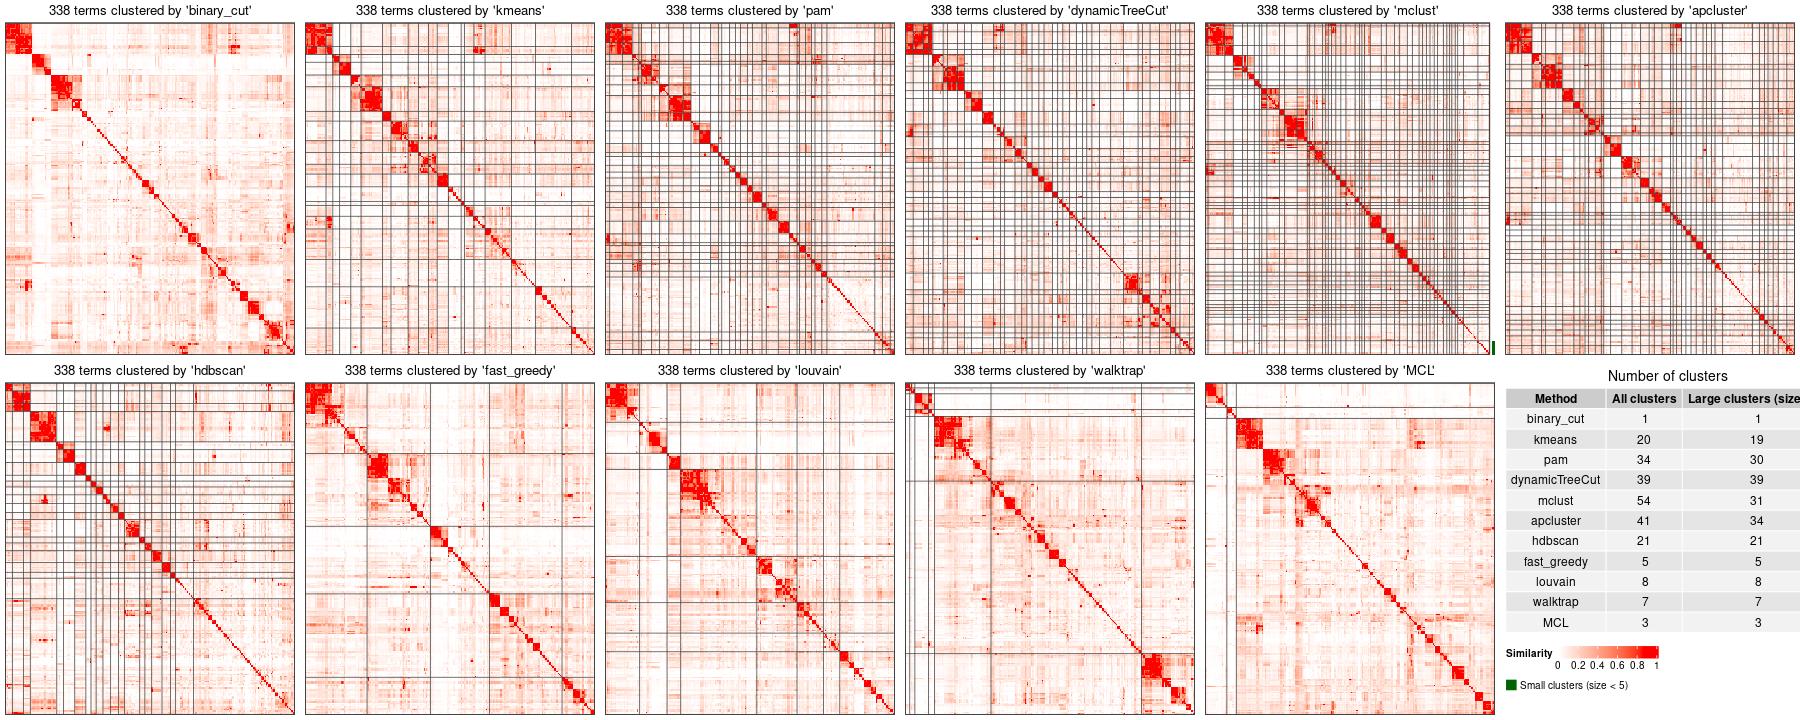 338 terms clustered by 'binary_cut'
338 terms clustered by 'kmeans'
338 terms clustered by 'pam'
338 terms clustered by 'dynamicTreeCut'
338 terms clustered by 'mclust'
338 terms clustered by 'apcluster'
338 terms clustered by 'hdbscan'
338 terms clustered by 'fast_greedy'
338 terms clustered by 'louvain'
338 terms clustered by 'walktrap'
338 terms clustered by 'MCL'
Number of clusters
Method All clusters Large clusters (size
binary_cut 1 1
kmeans 20 19
pam 34 30
dynamicTreeCut 39 39
mclust 54 31
apcluster 41 34
hdbscan 21 21
fast_greedy 5 5
louvain 8 8
walktrap 7 7
MCL 3 3
Similarity
0 0.2 0.4 0.6 0.8 1
Small clusters (size < 5)